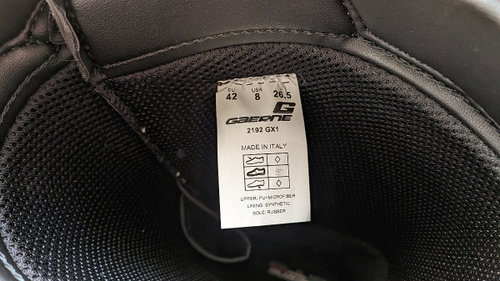 EU USA
42 8 26,5
G
GAERNE
2192 GX1
MADE IN ITALY
UPPER: PU+MICROFIBER
LINING: SYNTHETIC
SOLE: RUBBER